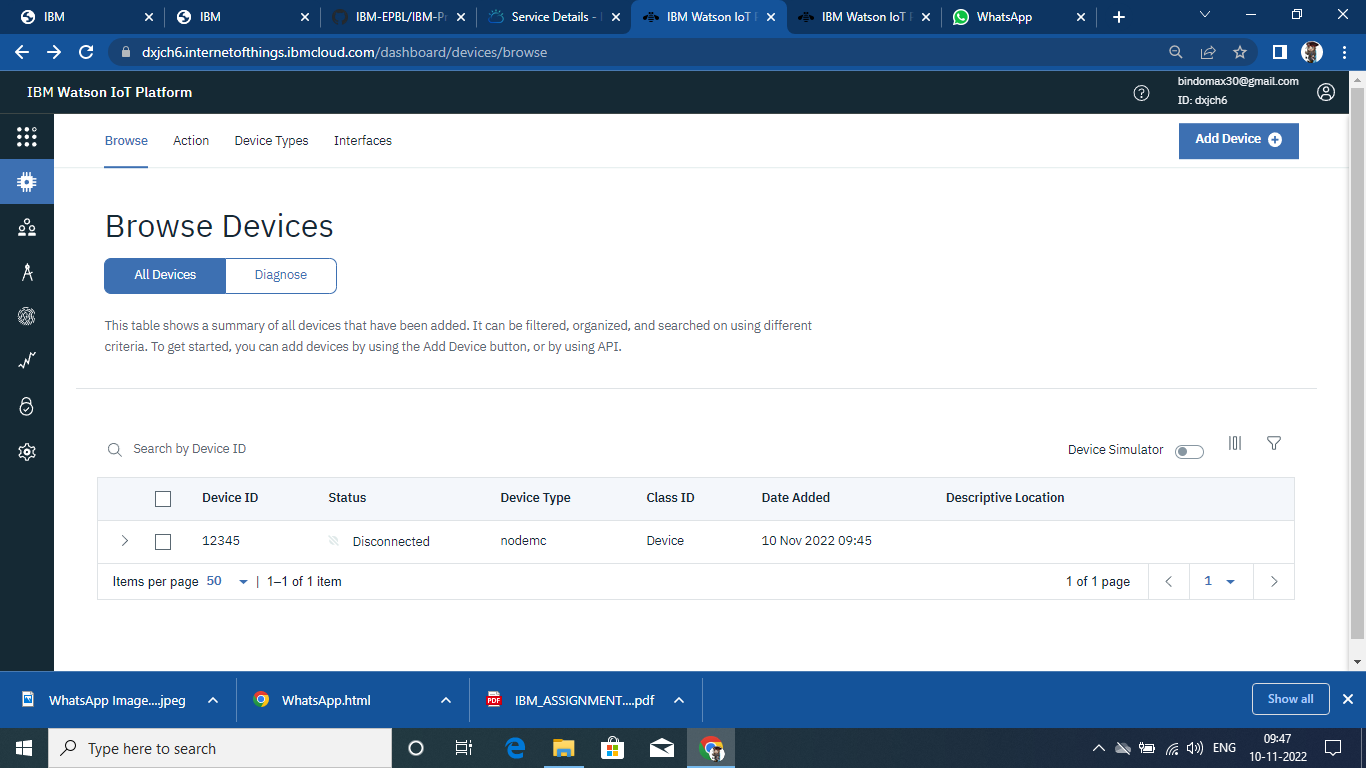 IBM
IBM
IBM-EPBL/IBM-Pr
Service Details -
IBM Watson IoT P
IBM Watson IoT P
WhatsApp
dxjch6.internetofthings.ibmcloud.com/dashboard/devices/browse
IBM Watson IoT Platform
bindomax30@gmail.com
ID: dxjch6
Browse Action Device Types Interfaces
Add Device
Browse Devices
All Devices Diagnose
This table shows a summary of all devices that have been added. It can be filtered, organized, and searched on using different
criteria. To get started, you can add devices by using the Add Device button, or by using API.
Search by Device ID
Device Simulator
Device ID Status Device Type Class ID Date Added Descriptive Location
12345 Disconnected nodemc Device 10 Nov 2022 09:45
Items per page 50 | 1–1 of 1 item
1 of 1 page 1
WhatsApp Image....jpeg
WhatsApp.html
PDF
IBM_ASSIGNMENT....pdf
Show all
Type here to search
ENG
09:47
10-11-2022